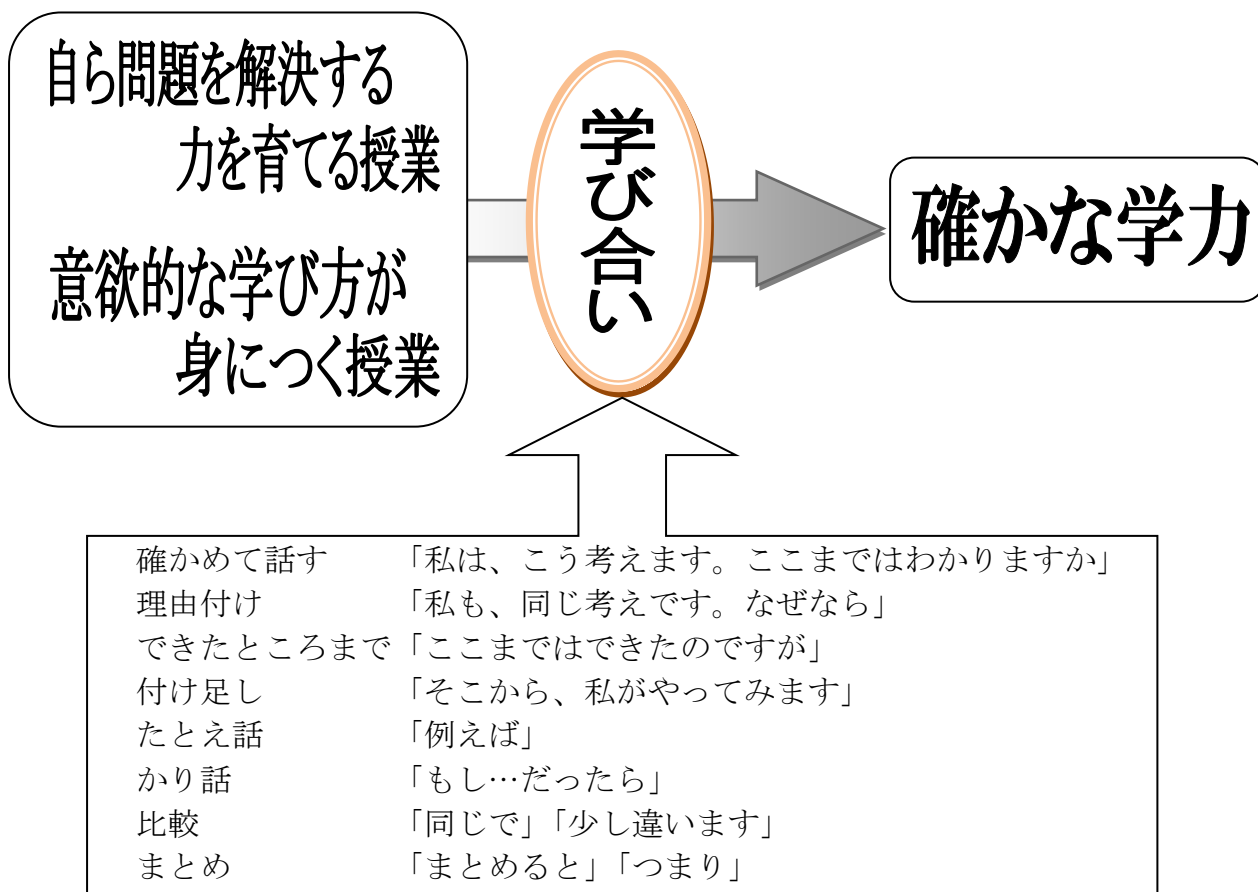 自ら問題を解決する
力を育てる授業
意欲的な学び方が
身につく授業
学び合い
確かな学力
確かめて話す 「私は、こう考えます。ここまではわかりますか」
理由付け 「私も、同じ考えです。なぜなら」
できたところまで「ここまではできたのですが」
付け足し 「そこから、私がやってみます」
たとえ話 「例えば」
かり話 「もし…だったら」
比較 「同じで」「少し違います」
まとめ 「まとめると」「つまり」